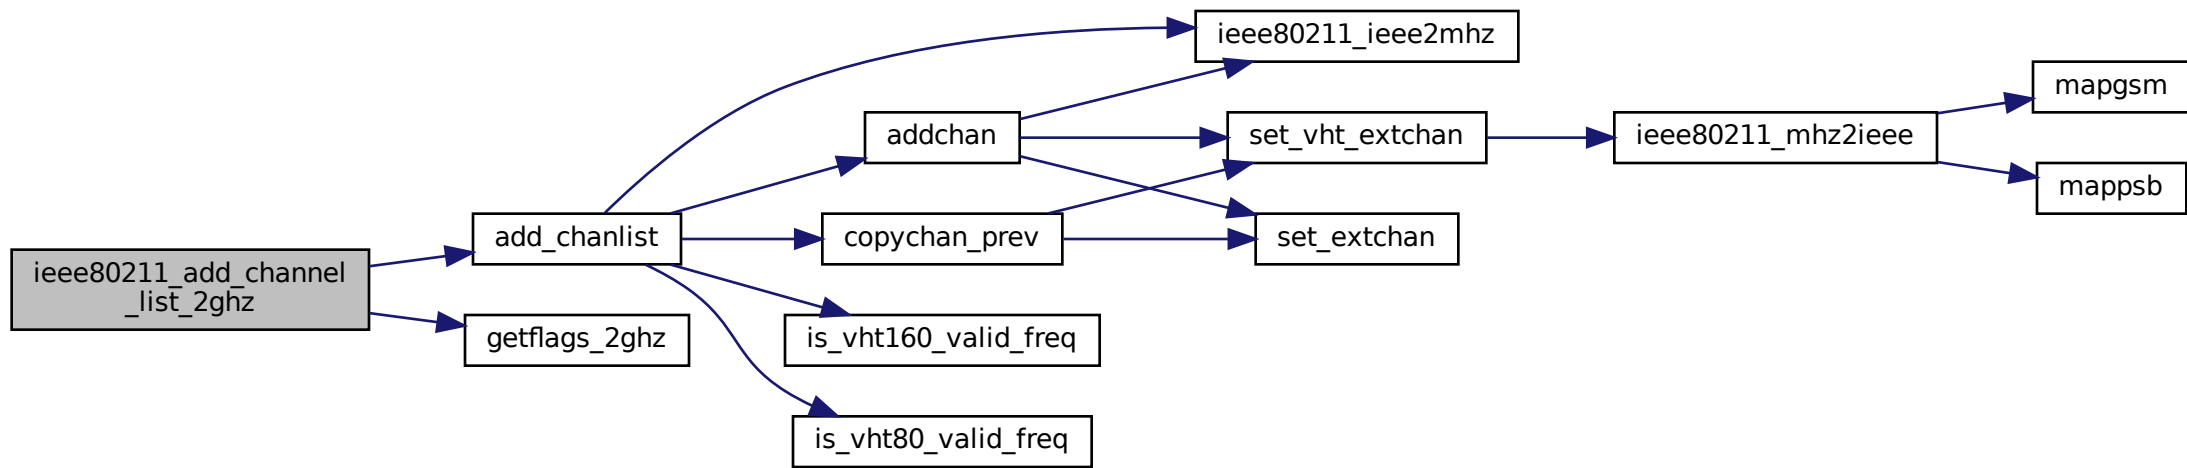 ieee80211_add_channel
_list_2ghz
add_chanlist
getflags_2ghz
ieee80211_ieee2mhz
addchan
set_vht_extchan
copychan_prev
set_extchan
is_vht160_valid_freq
is_vht80_valid_freq
ieee80211_mhz2ieee
mapgsm
mappsb